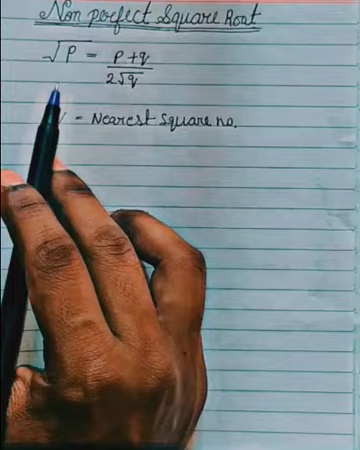 Non perfect Square Root
√P = P+q
2√q
= Nearest Square no.